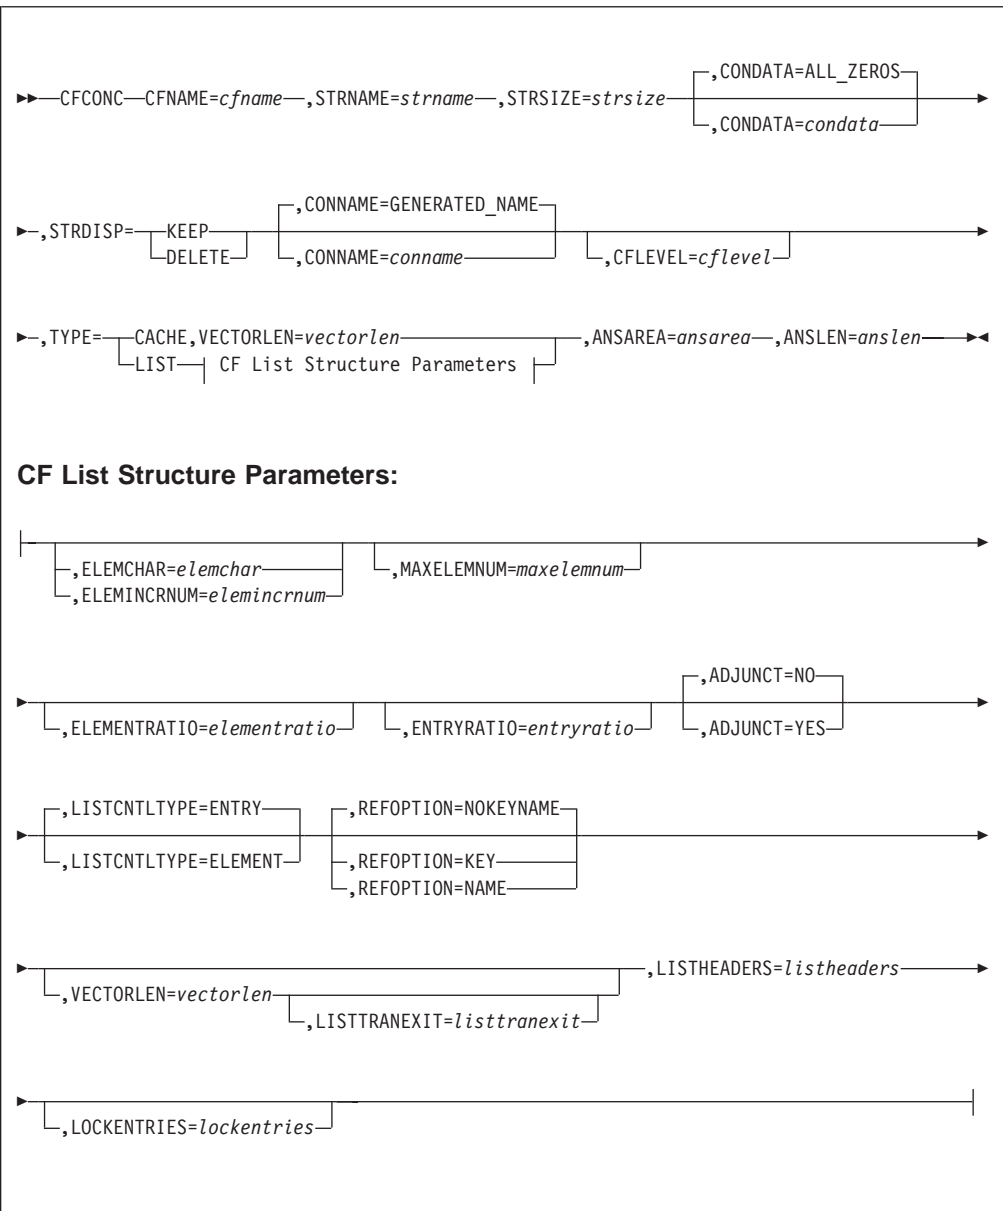 ,CONDATA=ALL_ZEROS
CFCONC CFNAME=cfname ,STRNAME=strname ,STRSIZE=strsize
,CONDATA=condata
,CONNAME=GENERATED_NAME
,STRDISP= KEEP
DELETE ,CONNAME=conname ,CFLEVEL=cflevel
,TYPE= CACHE,VECTORLEN=vectorlen ,ANSAREA=ansarea ,ANSLEN=anslen
LIST CF List Structure Parameters
CF List Structure Parameters:
,ELEMCHAR=elemchar ,MAXELEMNUM=maxelemnum
,ELEMINCRNUM=elemincrnum
,ADJUNCT=NO
,ELEMENTRATIO=elementratio ,ENTRYRATIO=entryratio ,ADJUNCT=YES
,LISTCNTLTYPE=ENTRY ,REFOPTION=NOKEYNAME
,LISTCNTLTYPE=ELEMENT ,REFOPTION=KEY
,REFOPTION=NAME
,LISTHEADERS=listheaders
,VECTORLEN=vectorlen
,LISTTRANEXIT=listtranexit
,LOCKENTRIES=lockentries